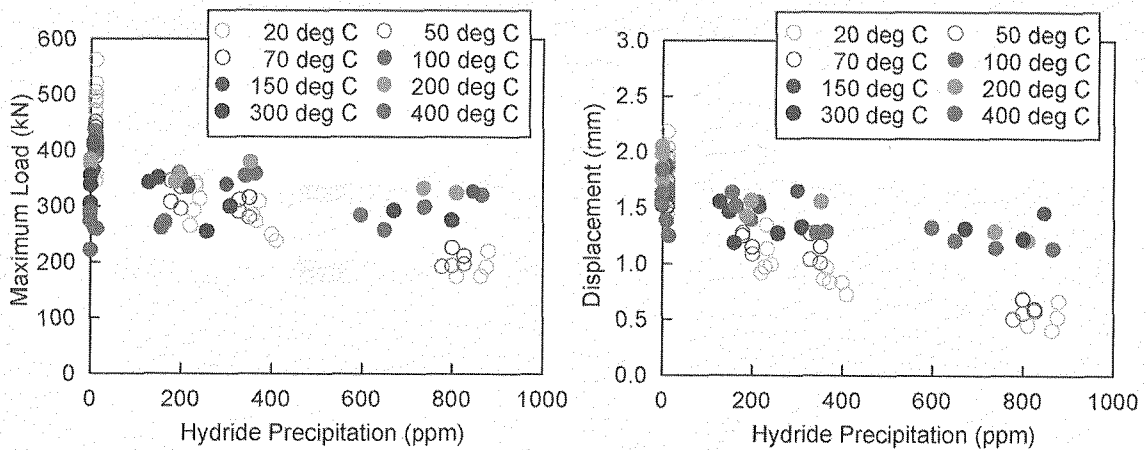 600
500
400
300
200
100
0
Maximum Load (kN)
20 deg C 50 deg C
70 deg C 100 deg C
150 deg C 200 deg C
300 deg C 400 deg C
0 200 400 600 800 1000
Hydride Precipitation (ppm)
3.0
2.5
2.0
1.5
1.0
0.5
0.0
Displacement (mm)
20 deg C 50 deg C
70 deg C 100 deg C
150 deg C 200 deg C
300 deg C 400 deg C
0 200 400 600 800 1000
Hydride Precipitation (ppm)